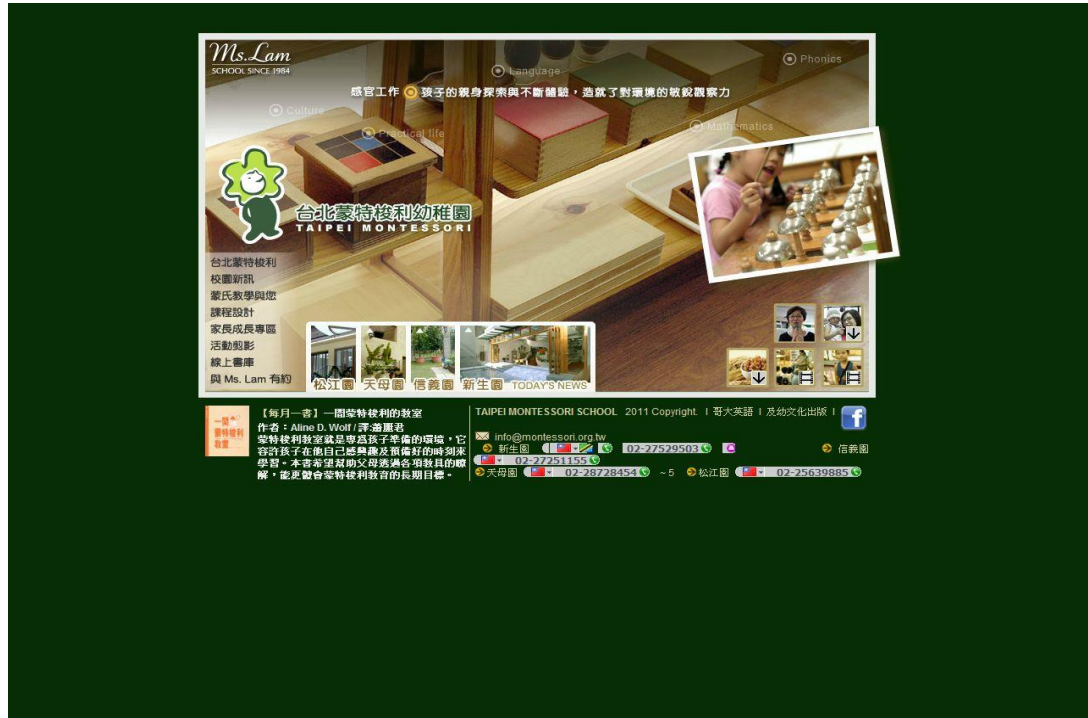 Ms.Lam
SCHOOL SINCE 1984
Phonics
Language
感官工作 孩子的親身探索與不斷體驗，造就了對環境的敏銳觀察力
Culture
Practical life
Mathematics
台北蒙特梭利幼稚園
TAIPEI MONTESSORI
台北蒙特梭利
校園新訊
蒙氏教學與您
課程設計
家長成長專區
活動剪影
線上書庫
與 Ms. Lam 有約
松江園 天母園 信義園 新生園 TODAY'S NEWS
一間
蒙特梭利
教室
【每月一書】一間蒙特梭利的教室
作者：Aline D. Wolf / 譯:蕭麗君
蒙特梭利教室就是專為孩子準備的環境，它
容許孩子在他自己感興趣及預備好的時刻來
學習。本書希望幫助父母透過各項教具的瞭
解，能更體會蒙特梭利教育的長期目標。
TAIPEI MONTESSORI SCHOOL 2011 Copyright. I 哥大英語 I 及幼文化出版 I
info@montessori.org.tw
新生園 02-27529503 信義園
02-27251155
天母園 02-28728454 ~5 松江園 02-25639885